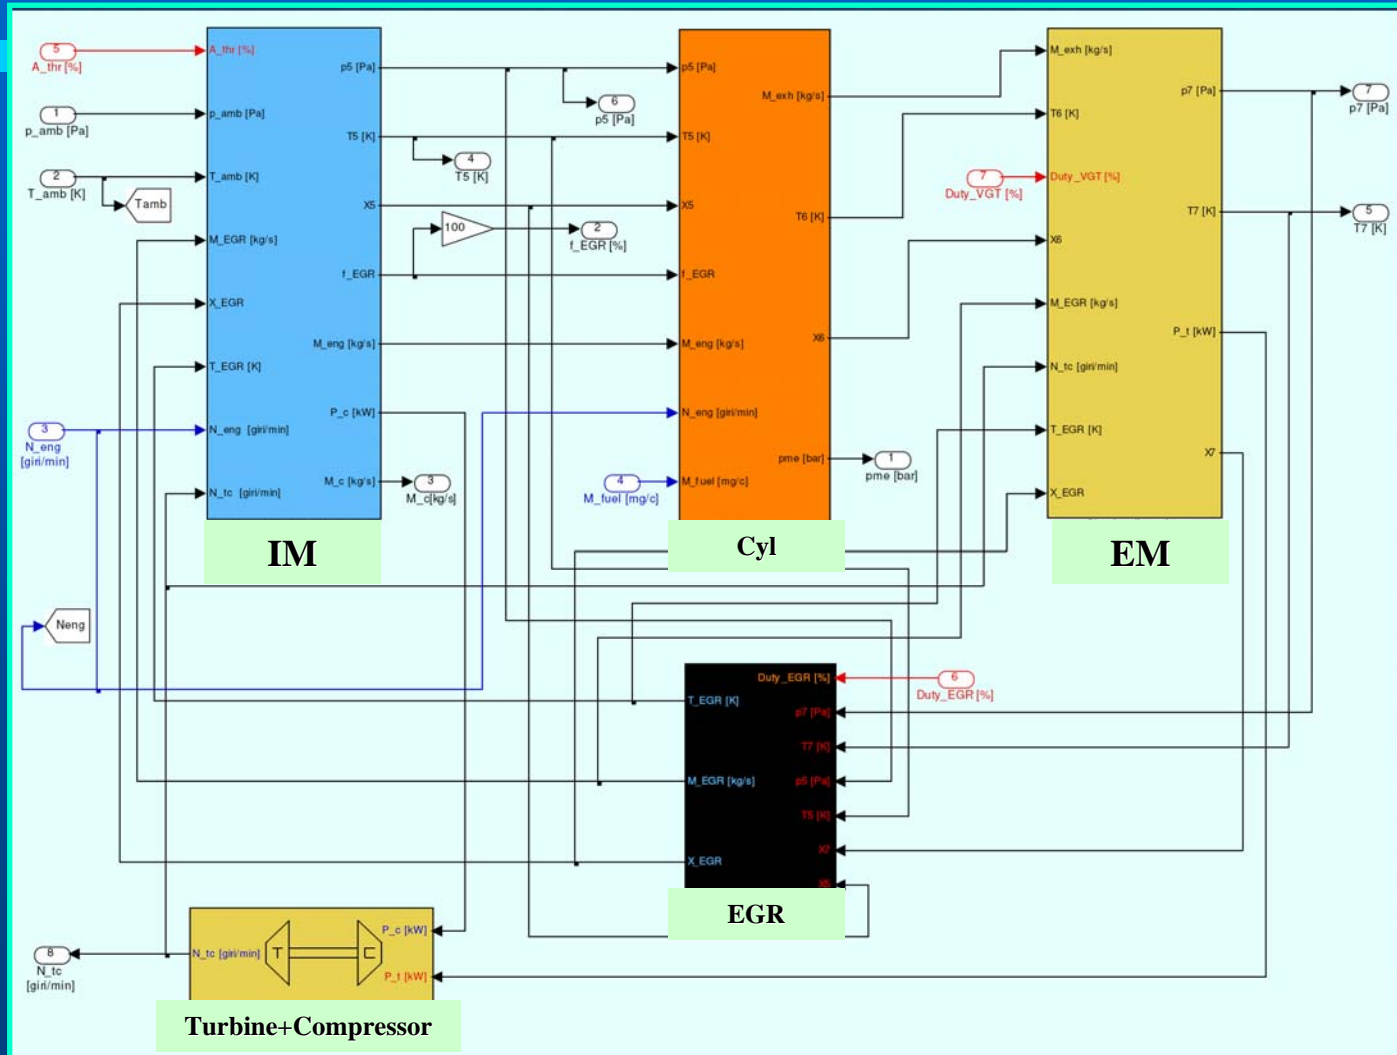 5
A_thr [%]
1
p_amb [Pa]
2
T_amb [K]
Tamb
3
N_eng
[giri/min]
Neng
8
N_tc
[giri/min]
A_thr [%]
p_amb [Pa]
T_amb [K]
M_EGR [kg/s]
X_EGR
T_EGR [K]
N_eng [giri/min]
N_tc [giri/min]
p5 [Pa]
T5 [K]
X5
f_EGR
M_eng [kg/s]
P_c [kW]
M_c [kg/s]
IM
6
p5 [Pa]
4
T5 [K]
100
2
f_EGR [%]
3
M_c[kg/s]
4
M_fuel [mg/c]
p5 [Pa]
T5 [K]
X5
f_EGR
M_eng [kg/s]
N_eng [giri/min]
M_fuel [mg/c]
M_exh [kg/s]
T6 [K]
X6
pme [bar]
Cyl
1
pme [bar]
7
Duty_VGT [%]
M_exh [kg/s]
T6 [K]
Duty_VGT [%]
X6
M_EGR [kg/s]
N_tc [giri/min]
T_EGR [K]
X_EGR
p7 [Pa]
T7 [K]
P_t [kW]
X7
EM
7
p7 [Pa]
5
T7 [K]
T_EGR [K]
M_EGR [kg/s]
X_EGR
Duty_EGR [%]
p7 [Pa]
T7 [K]
p5 [Pa]
T5 [K]
X7
X5
EGR
6
Duty_EGR [%]
N_tc [giri/min]
T
C
P_c [kW]
P_t [kW]
Turbine+Compressor